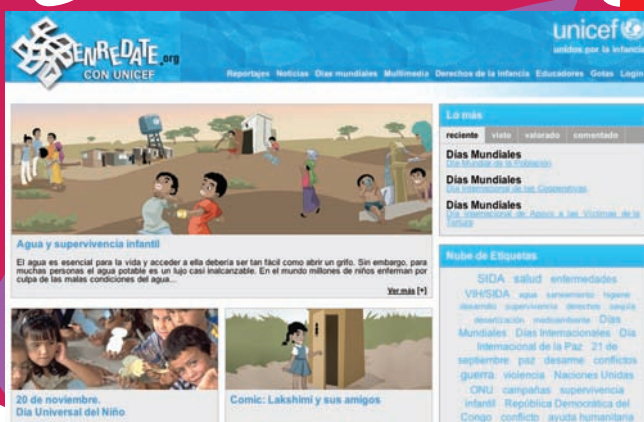 ENREDATE.org
CON UNICEF
unicef
unidos por la infancia
Reportajes Noticias Días mundiales Multimedia Derechos de la Infancia Educadores Gotas Login
Agua y supervivencia infantil
El agua es esencial para la vida y acceder a ella debería ser tan fácil como abrir un grifo. Sin embargo, para
muchas personas el agua potable es un lujo casi inalcanzable. En el mundo millones de niños enferman por
culpa de las malas condiciones del agua...
Ver más [+]
20 de noviembre.
Dia Universal del Niño
Comic: Lakshimi y sus amigos
Lo más
reciente visto valorado comentado
Días Mundiales
Día Mundial de la Población
Días Mundiales
Día Internacional de las Cooperativas
Días Mundiales
Día Internacional de Apoyo a las Víctimas de la
Tortura
Nube de Etiquetas
SIDA salud enfermedades
VIH/SIDA agua saneamiento higiene
desarrollo supervivencia derechos sequía
desertización medioambiente Días
Mundiales Días Internacionales Día
Internacional de la Paz 21 de
septiembre paz desarme conflictos
guerra violencia Naciones Unidas
ONU campañas supervivencia
infantil República Democrática del
Congo conflicto ayuda humanitaria